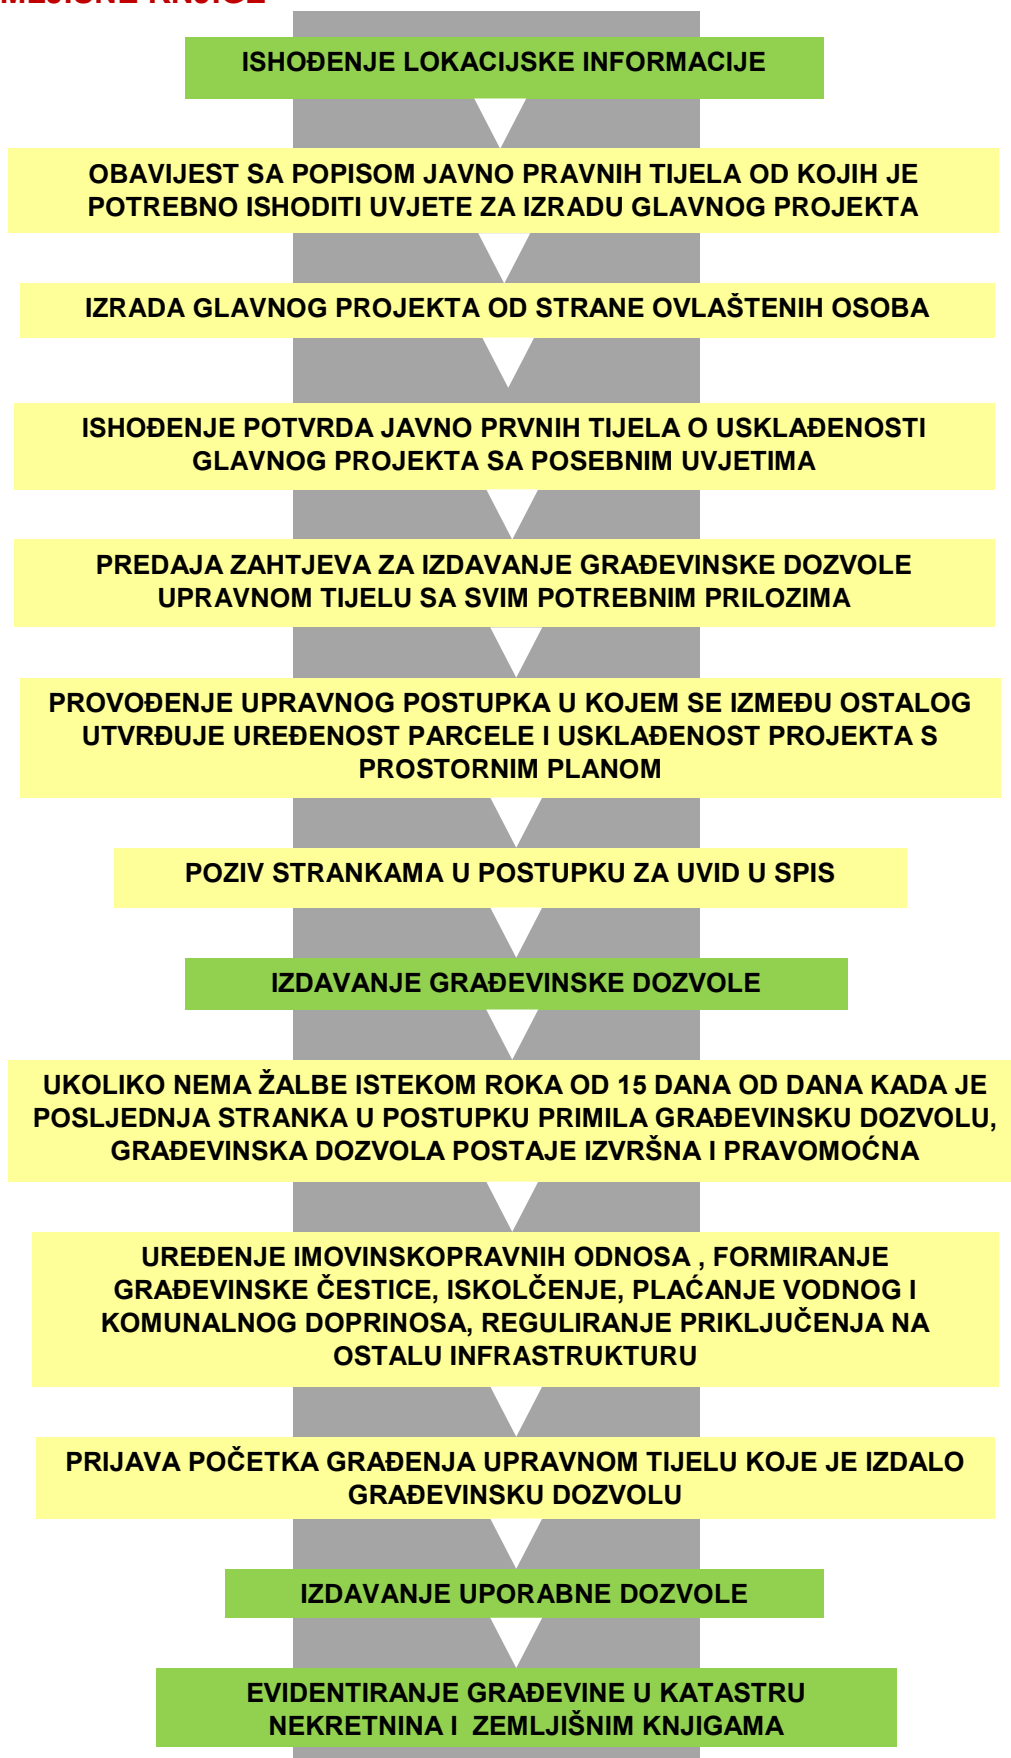 ISHOĐENJE LOKACIJSKE INFORMACIJE
OBAVIJEST SA POPISOM JAVNO PRAVNIH TIJELA OD KOJIH JE
POTREBNO ISHODITI UVJETE ZA IZRADU GLAVNOG PROJEKTA
IZRADA GLAVNOG PROJEKTA OD STRANE OVLAŠTENIH OSOBA
ISHOĐENJE POTVRDA JAVNO PRVNIH TIJELA O USKLAĐENOSTI
GLAVNOG PROJEKTA SA POSEBNIM UVJETIMA
PREDAJA ZAHTJEVA ZA IZDAVANJE GRAĐEVINSKE DOZVOLE
UPRAVNOM TIJELU SA SVIM POTREBNIM PRILOZIMA
PROVOĐENJE UPRAVNOG POSTUPKA U KOJEM SE IZMEĐU OSTALOG
UTVRĐUJE UREĐENOST PARCELE I USKLAĐENOST PROJEKTA S
PROSTORNIM PLANOM
POZIV STRANKAMA U POSTUPKU ZA UVID U SPIS
IZDAVANJE GRAĐEVINSKE DOZVOLE
UKOLIKO NEMA ŽALBE ISTEKOM ROKA OD 15 DANA OD DANA KADA JE
POSLJEDNJA STRANKA U POSTUPKU PRIMILA GRAĐEVINSKU DOZVOLU,
GRAĐEVINSKA DOZVOLA POSTAJE IZVRŠNA I PRAVOMOĆNA
UREĐENJE IMOVINSKOPRAVNIH ODNOSA , FORMIRANJE
GRAĐEVINSKE ČESTICE, ISKOLČENJE, PLAĆANJE VODNOG I
KOMUNALNOG DOPRINOSA, REGULIRANJE PRIKLJUČENJA NA
OSTALU INFRASTRUKTURU
PRIJAVA POČETKA GRAĐENJA UPRAVNOM TIJELU KOJE JE IZDALO
GRAĐEVINSKU DOZVOLU
IZDAVANJE UPORABNE DOZVOLE
EVIDENTIRANJE GRAĐEVINE U KATASTRU
NEKRETNINA I ZEMLJIŠNIM KNJIGAMA